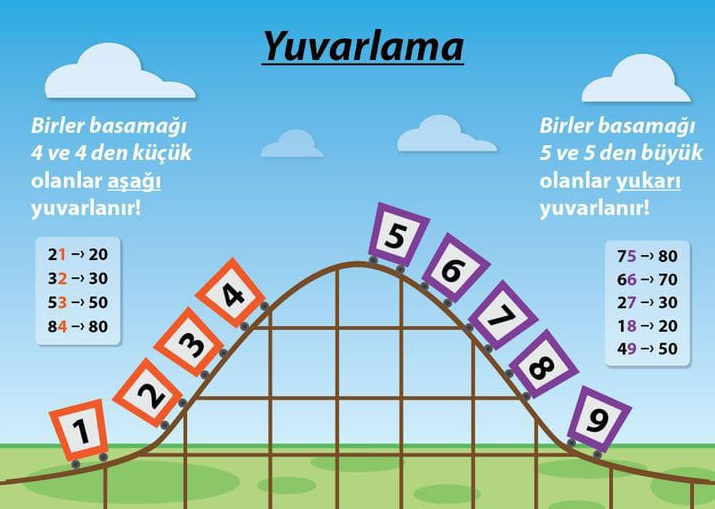 Yuvarlama
Birler basamağı
4 ve 4 den küçük
olanlar aşağı
yuvarlanır!
21 -> 20
32 -> 30
53 -> 50
84 -> 80
Birler basamağı
5 ve 5 den büyük
olanlar yukarı
yuvarlanır!
75 -> 80
66 -> 70
27 -> 30
18 -> 20
49 -> 50
1
2
3
4
5
6
7
8
9